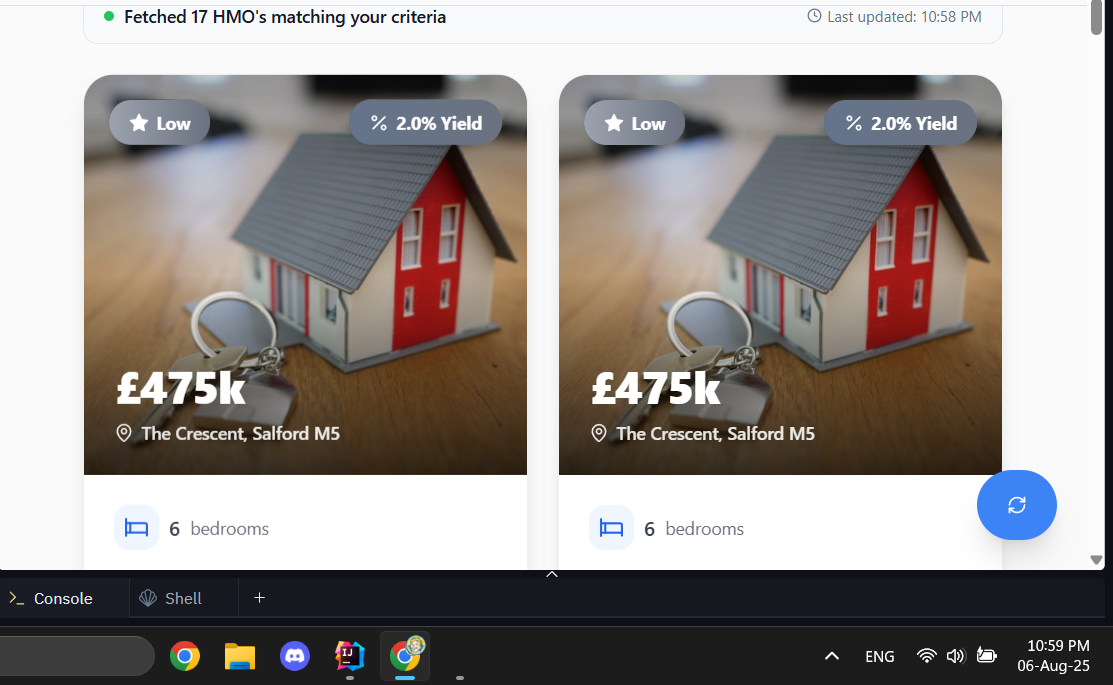 Fetched 17 HMO's matching your criteria
Last updated: 10:58 PM
Low
2.0% Yield
£475k
The Crescent, Salford M5
6 bedrooms
Low
2.0% Yield
£475k
The Crescent, Salford M5
6 bedrooms
>_ Console
Shell
+
IJ
ENG
10:59 PM
06-Aug-25